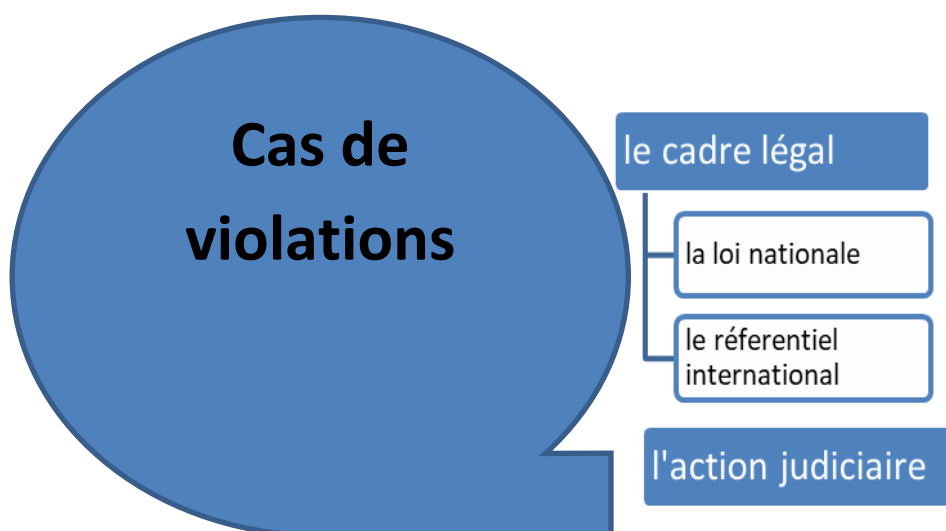 Cas de
violations
le cadre légal
la loi nationale
le réferentiel
international
l'action judiciaire